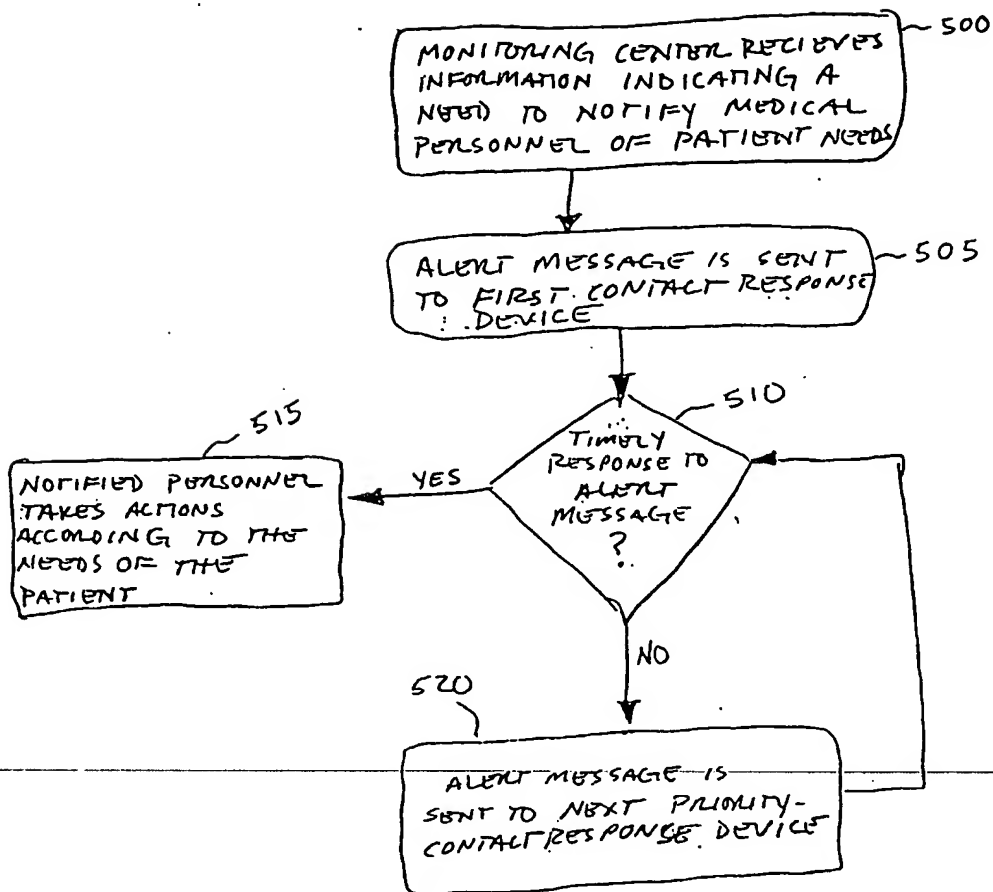 500
MONITORING CENTER RECIEVES
INFORMATION INDICATING A
NEED TO NOTIFY MEDICAL
PERSONNEL OF PATIENT NEEDS
505
ALERT MESSAGE IS SENT
TO FIRST CONTACT RESPONSE
DEVICE
510
TIMELY
RESPONSE TO
ALERT
MESSAGE
?
515
YES
NOTIFIED PERSONNEL
TAKES ACTIONS
ACCORDING TO THE
NEEDS OF THE
PATIENT
NO
520
ALERT MESSAGE IS
SENT TO NEXT PRIORITY-
CONTACT RESPONSE DEVICE